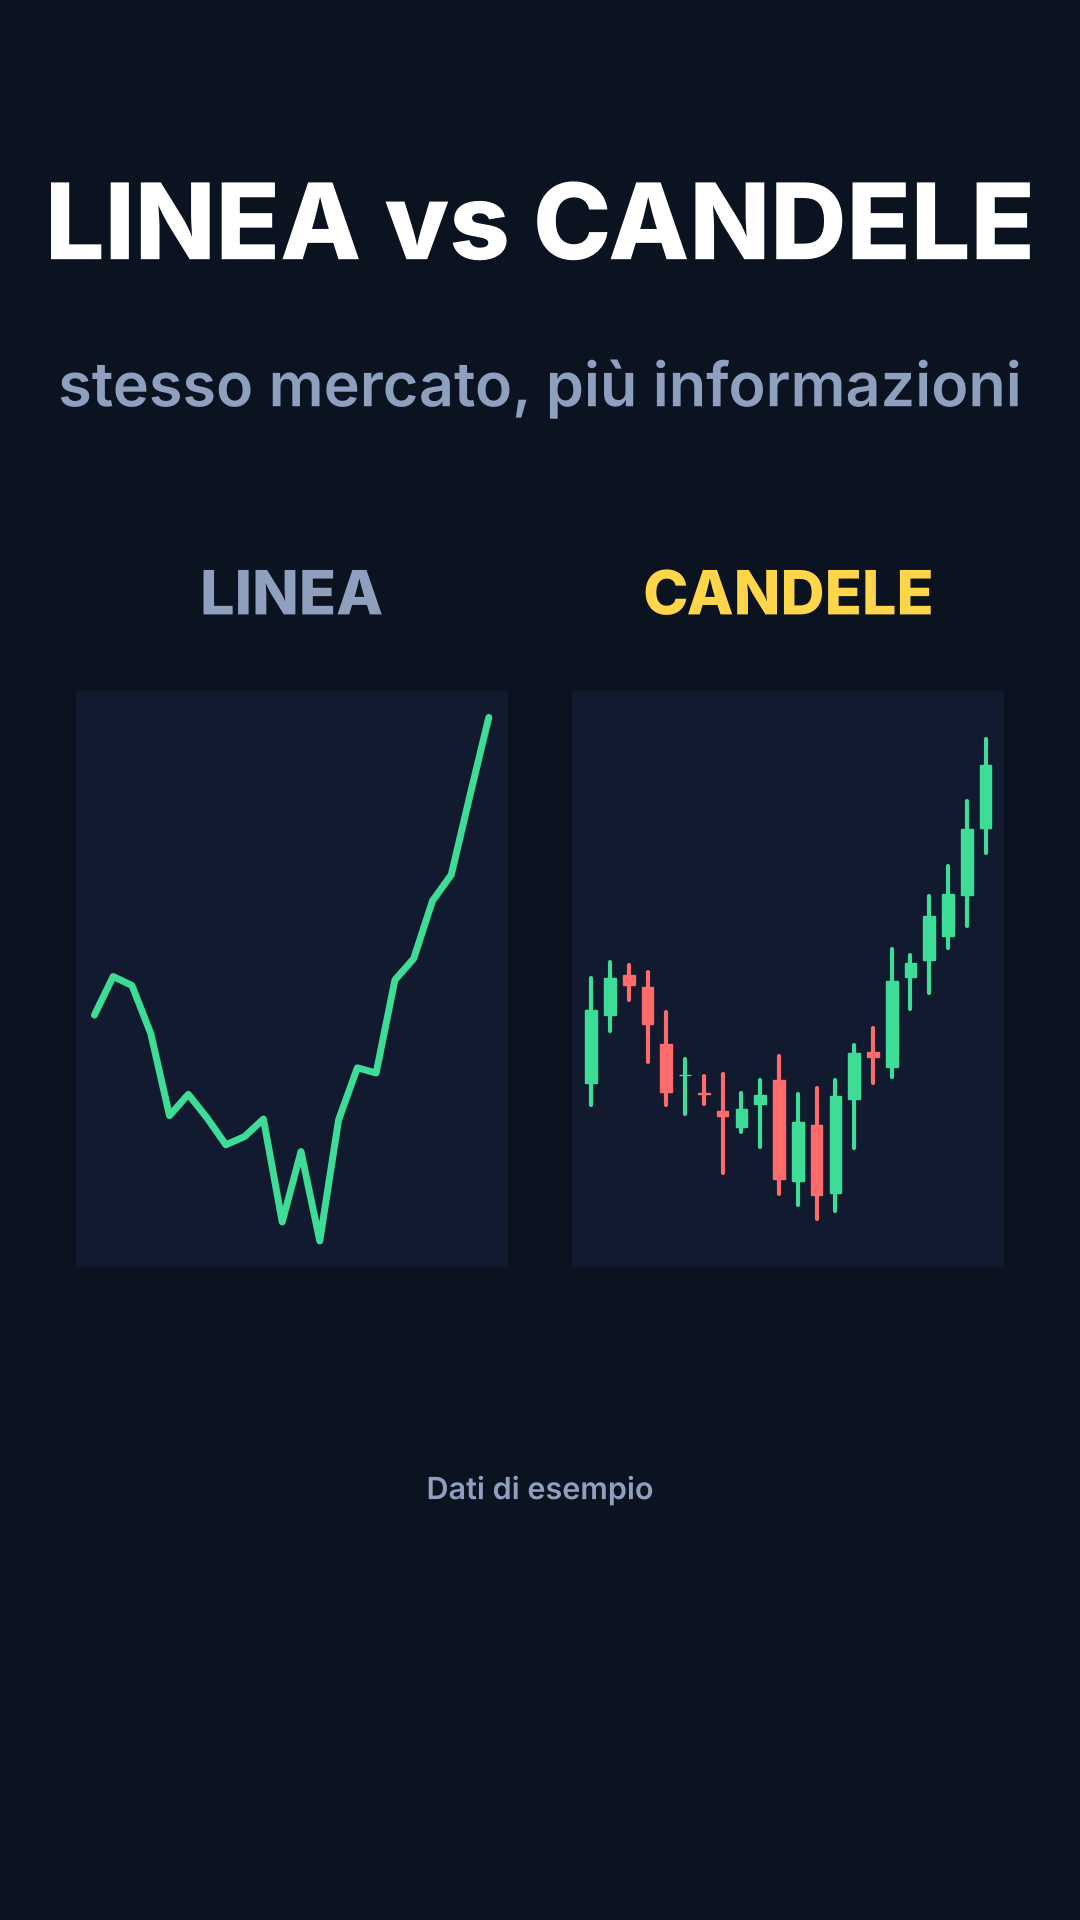 LINEA vs CANDELE
stesso mercato, più informazioni
LINEA
CANDELE
Dati di esempio